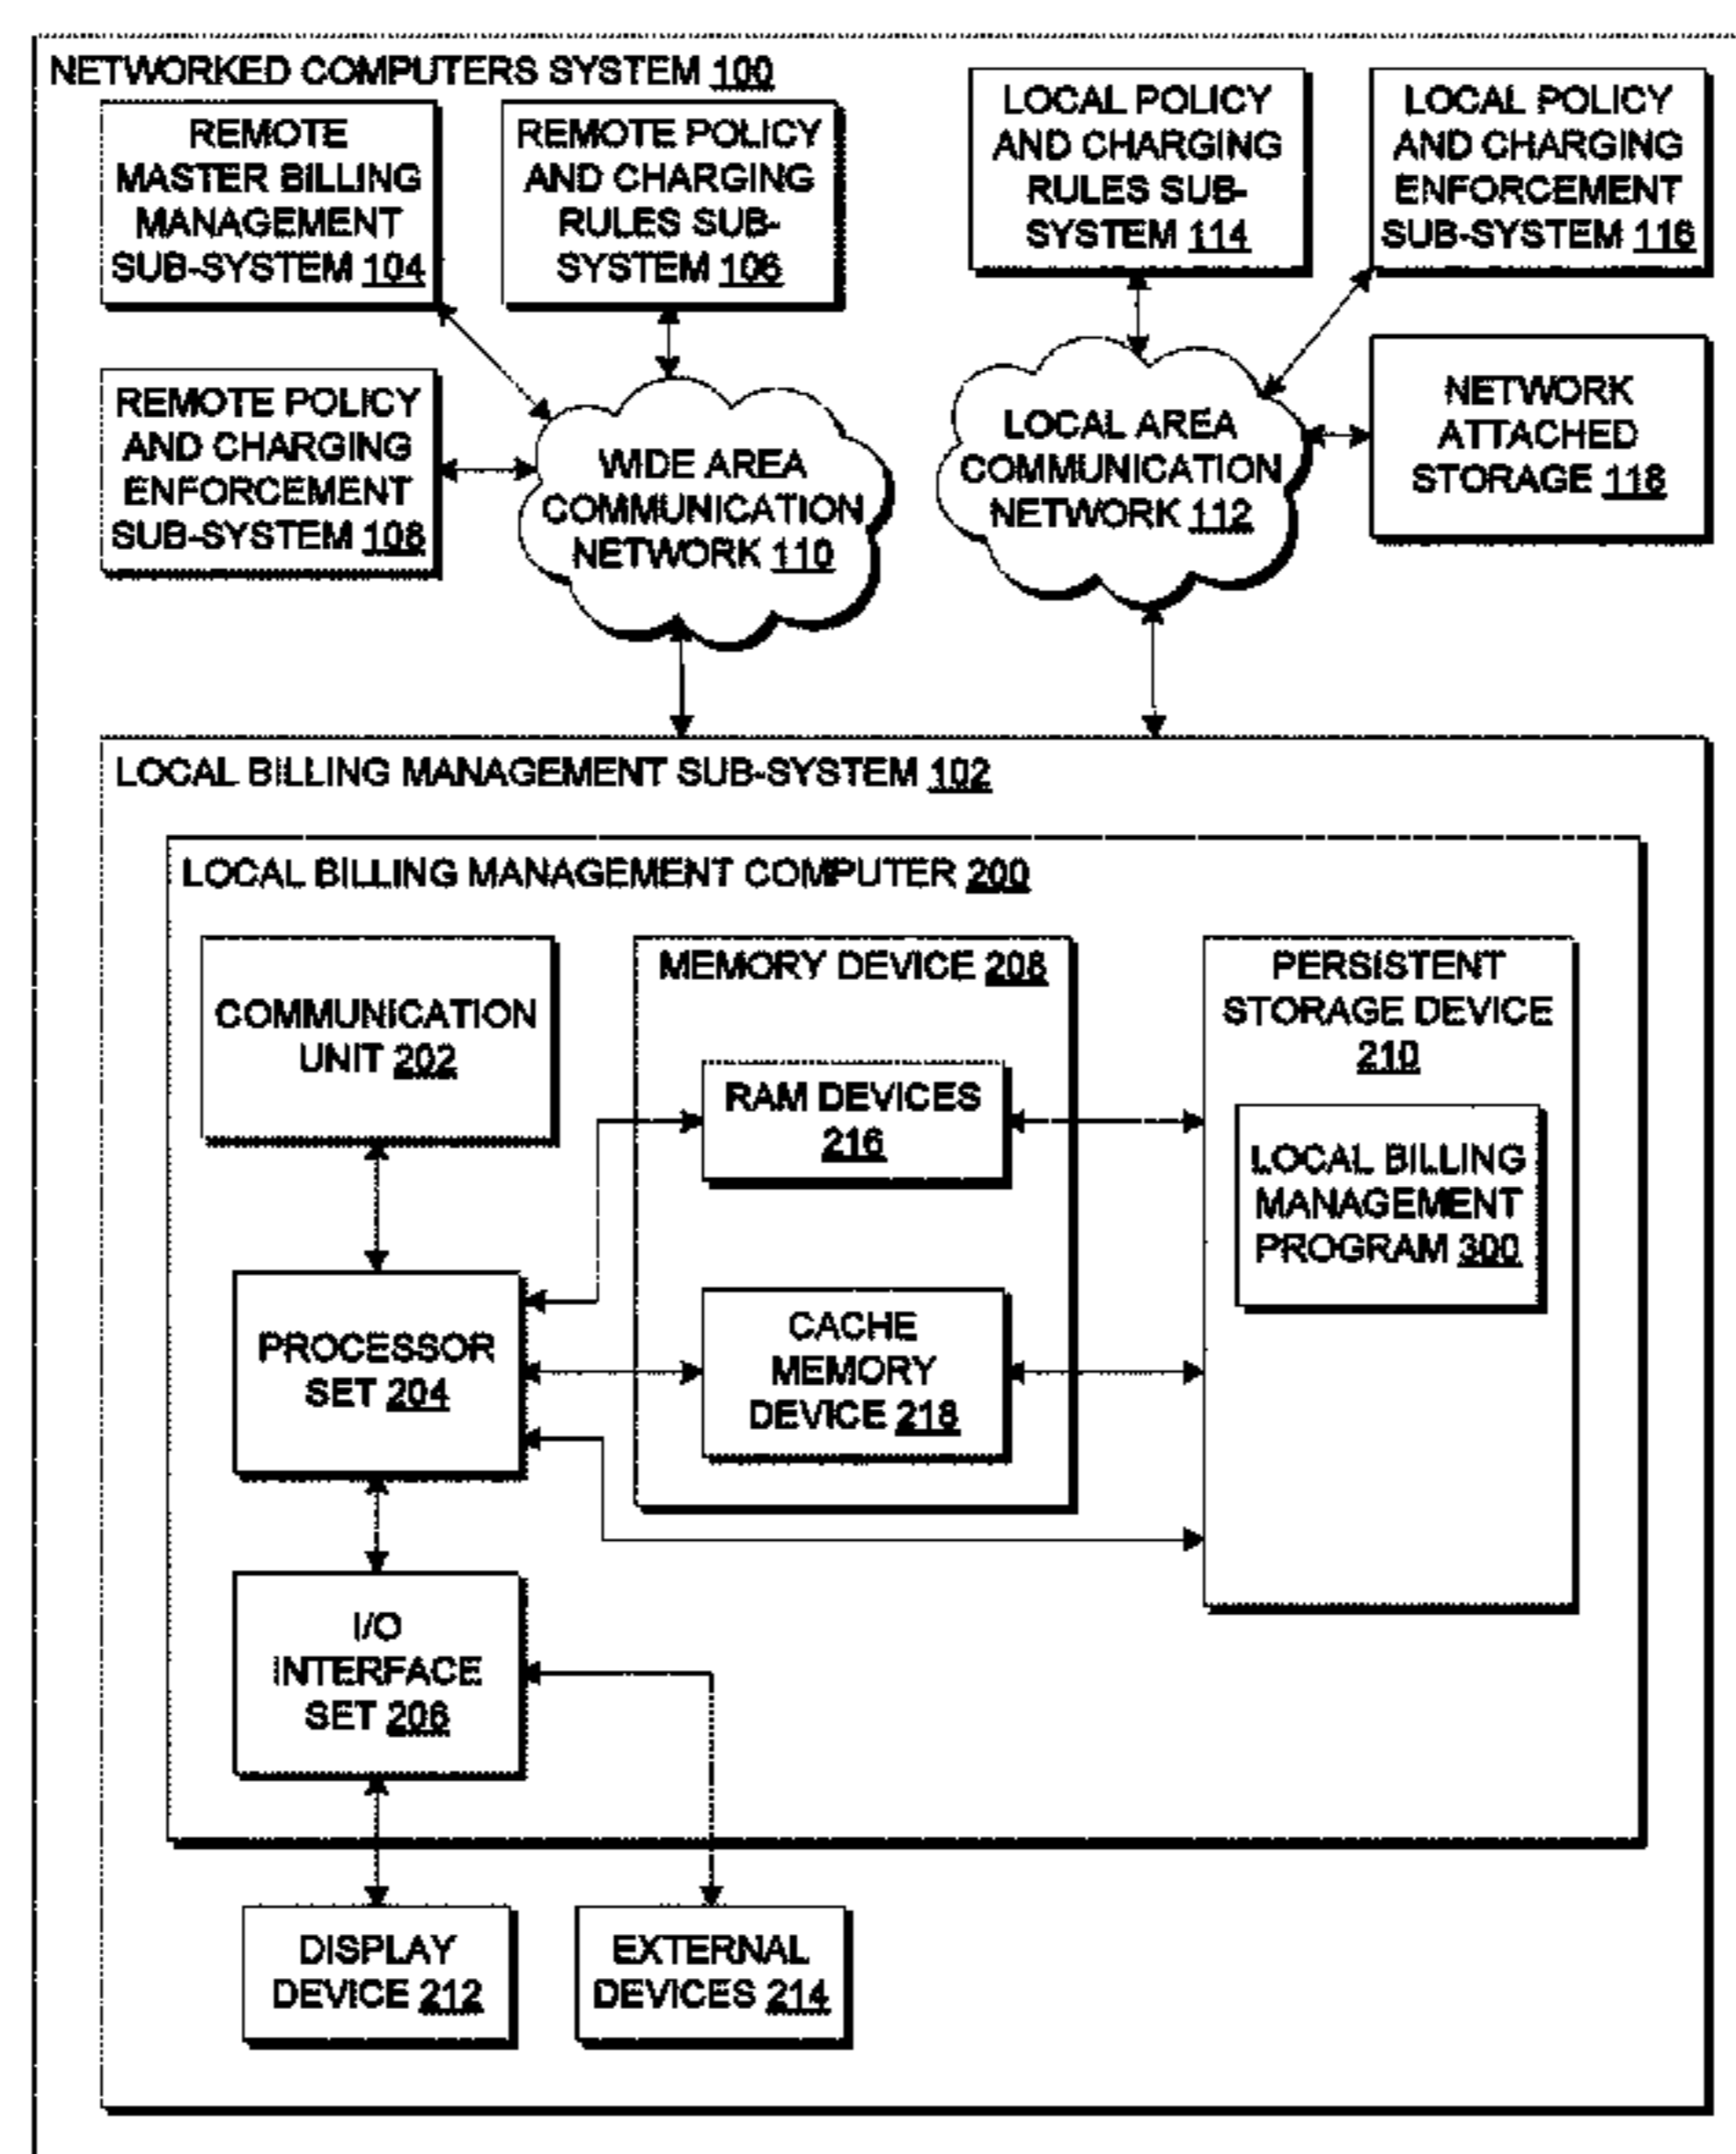 NETWORKED COMPUTERS SYSTEM 100
REMOTE
MASTER BILLING
MANAGEMENT
SUB-SYSTEM 104
REMOTE POLICY
AND CHARGING
RULES SUB-
SYSTEM 106
LOCAL POLICY
AND CHARGING
RULES SUB-
SYSTEM 114
LOCAL POLICY
AND CHARGING
ENFORCEMENT
SUB-SYSTEM 116
REMOTE POLICY
AND CHARGING
ENFORCEMENT
SUB-SYSTEM 108
WIDE AREA
COMMUNICATION
NETWORK 110
LOCAL AREA
COMMUNICATION
NETWORK 112
NETWORK
ATTACHED
STORAGE 118
LOCAL BILLING MANAGEMENT SUB-SYSTEM 102
LOCAL BILLING MANAGEMENT COMPUTER 200
COMMUNICATION
UNIT 202
MEMORY DEVICE 208
PERSISTENT
STORAGE DEVICE
210
RAM DEVICES
216
LOCAL BILLING
MANAGEMENT
PROGRAM 300
PROCESSOR
SET 204
CACHE
MEMORY
DEVICE 218
I/O
INTERFACE
SET 206
DISPLAY
DEVICE 212
EXTERNAL
DEVICES 214